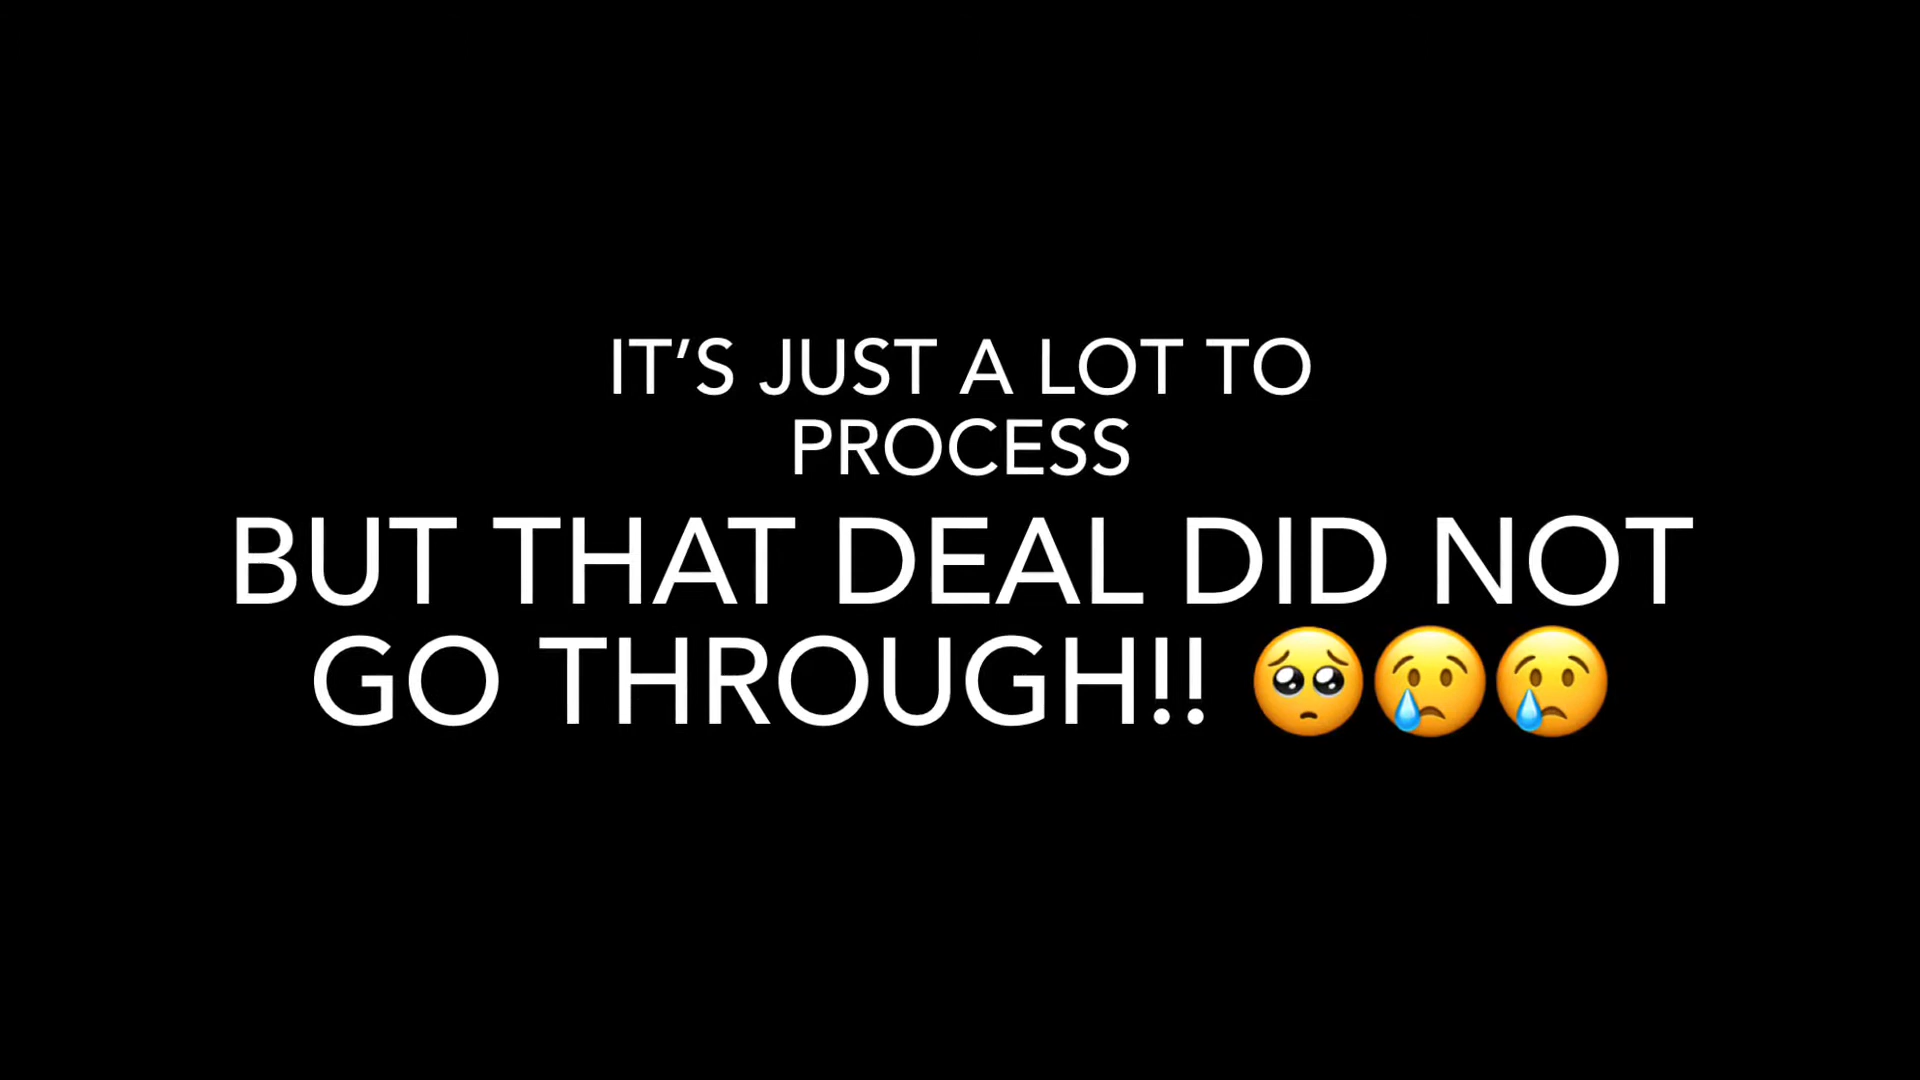 IT’S JUST A LOT TO
PROCESS
BUT THAT DEAL DID NOT
GO THROUGH!! 🥺😢😢